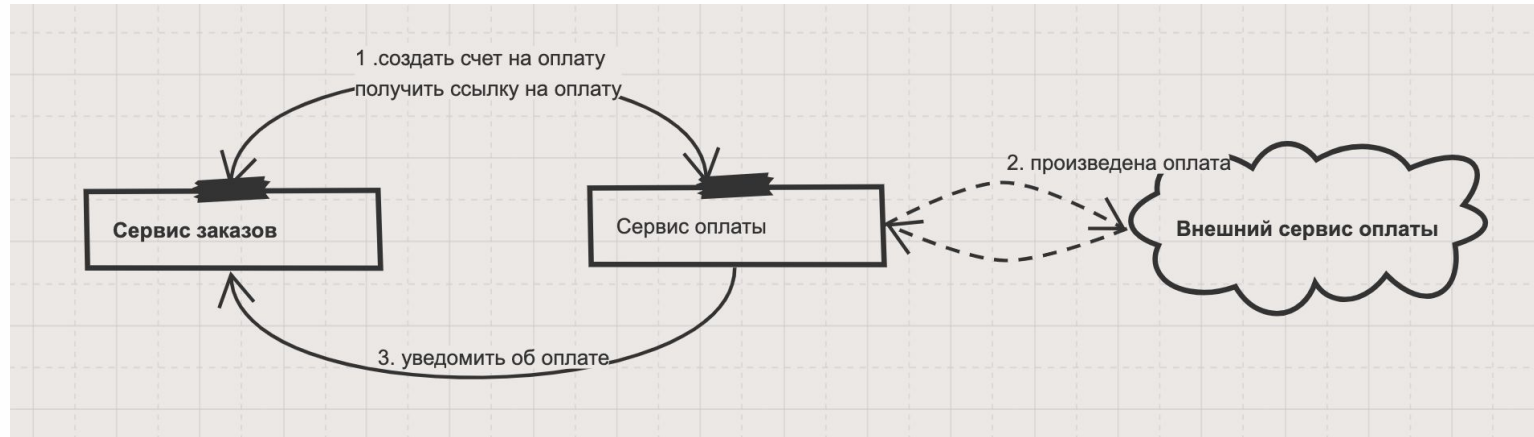 1 .создать счет на оплату
получить ссылку на оплату
2. произведена оплата
Сервис заказов
Сервис оплаты
Внешний сервис оплаты
3. уведомить об оплате